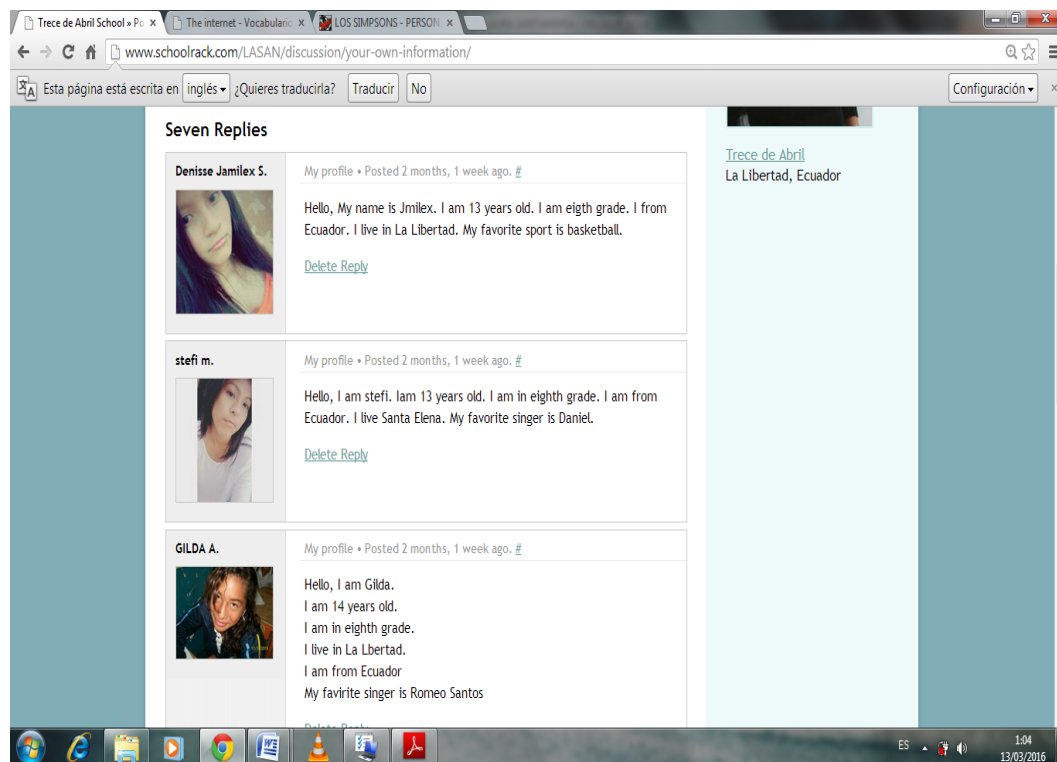 Trece de Abril School » Po
The internet - Vocabulario
LOS SIMPSONS - PERSON
www.schoolrack.com/LASAN/discussion/your-own-information/
Esta página está escrita en inglés ¿Quieres traducirla? Traducir No Configuración
Seven Replies
Denisse Jamilex S.
My profile • Posted 2 months, 1 week ago. #
Hello, My name is Jmilex. I am 13 years old. I am eigth grade. I from
Ecuador. I live in La Libertad. My favorite sport is basketball.
Delete Reply
stefi m.
My profile • Posted 2 months, 1 week ago. #
Hello, I am stefi. Iam 13 years old. I am in eighth grade. I am from
Ecuador. I live Santa Elena. My favorite singer is Daniel.
Delete Reply
GILDA A.
My profile • Posted 2 months, 1 week ago. #
Hello, I am Gilda.
I am 14 years old.
I am in eighth grade.
I live in La Lbertad.
I am from Ecuador
My favirite singer is Romeo Santos
Delete Reply
Trece de Abril
La Libertad, Ecuador
ES
1:04
13/03/2016